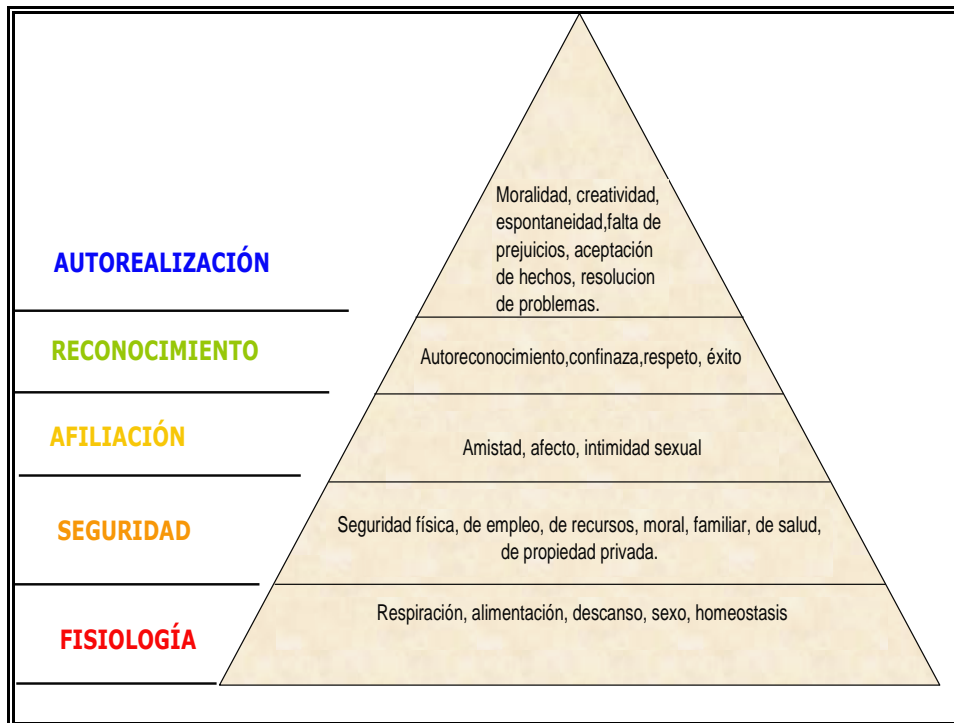 AUTOREALIZACIÓN
Moralidad, creatividad,
espontaneidad,falta de
prejuicios, aceptación
de hechos, resolucion
de problemas.
RECONOCIMIENTO
Autoreconocimiento,confinaza,respeto, éxito
AFILIACIÓN
Amistad, afecto, intimidad sexual
SEGURIDAD
Seguridad física, de empleo, de recursos, moral, familiar, de salud,
de propiedad privada.
FISIOLOGÍA
Respiración, alimentación, descanso, sexo, homeostasis